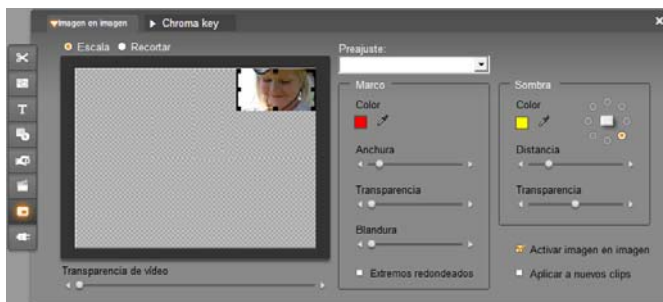 Imagen en imagen
Chroma key
Escala
Recortar
Preajuste:
Marco
Color
Anchura
Transparencia
Blandura
Extremos redondeados
Sombra
Color
Distancia
Transparencia
Activar imagen en imagen
Aplicar a nuevos clips
Transparencia de vídeo